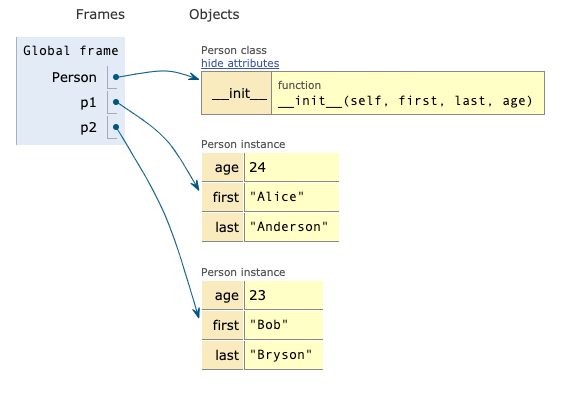 Frames Objects
Global frame
Person
p1
p2
Person class
hide attributes
__init__ function
__init__(self, first, last, age)
Person instance
age 24
first "Alice"
last "Anderson"
Person instance
age 23
first "Bob"
last "Bryson"